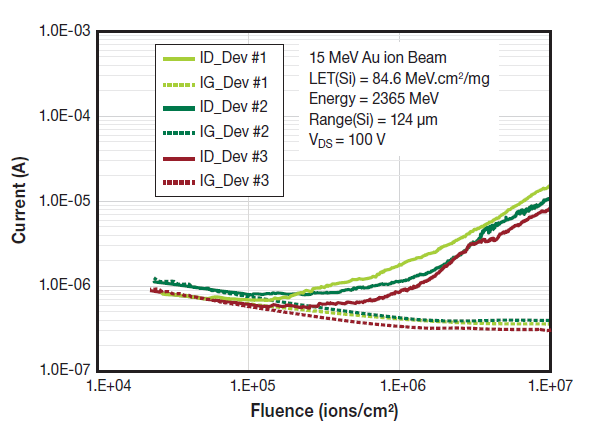 1.0E-03
1.0E-04
1.0E-05
1.0E-06
1.0E-07
Current (A)
ID_Dev #1
IG_Dev #1
ID_Dev #2
IG_Dev #2
ID_Dev #3
IG_Dev #3
15 MeV Au ion Beam
LET(Si) = 84.6 MeV.cm²/mg
Energy = 2365 MeV
Range(Si) = 124 µm
VDS = 100 V
1.E+04
1.E+05
1.E+06
1.E+07
Fluence (ions/cm²)